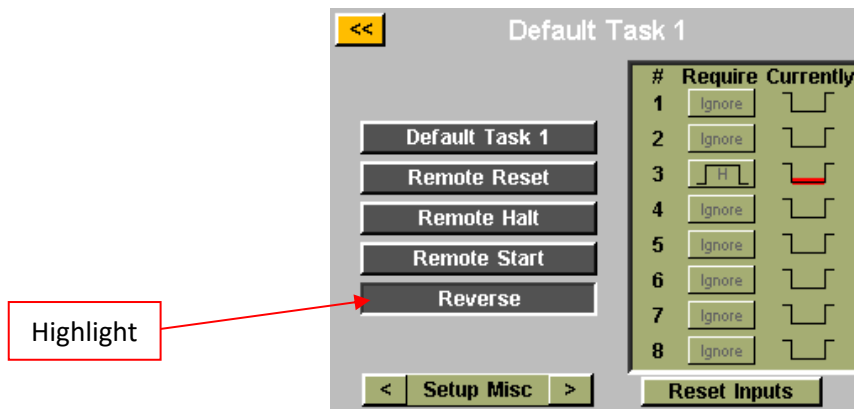 << Default Task 1
# Require Currently
1 Ignore
2 Ignore
3 H
4 Ignore
5 Ignore
6 Ignore
7 Ignore
8 Ignore
Default Task 1
Remote Reset
Remote Halt
Remote Start
Reverse
Highlight
< Setup Misc >
Reset Inputs